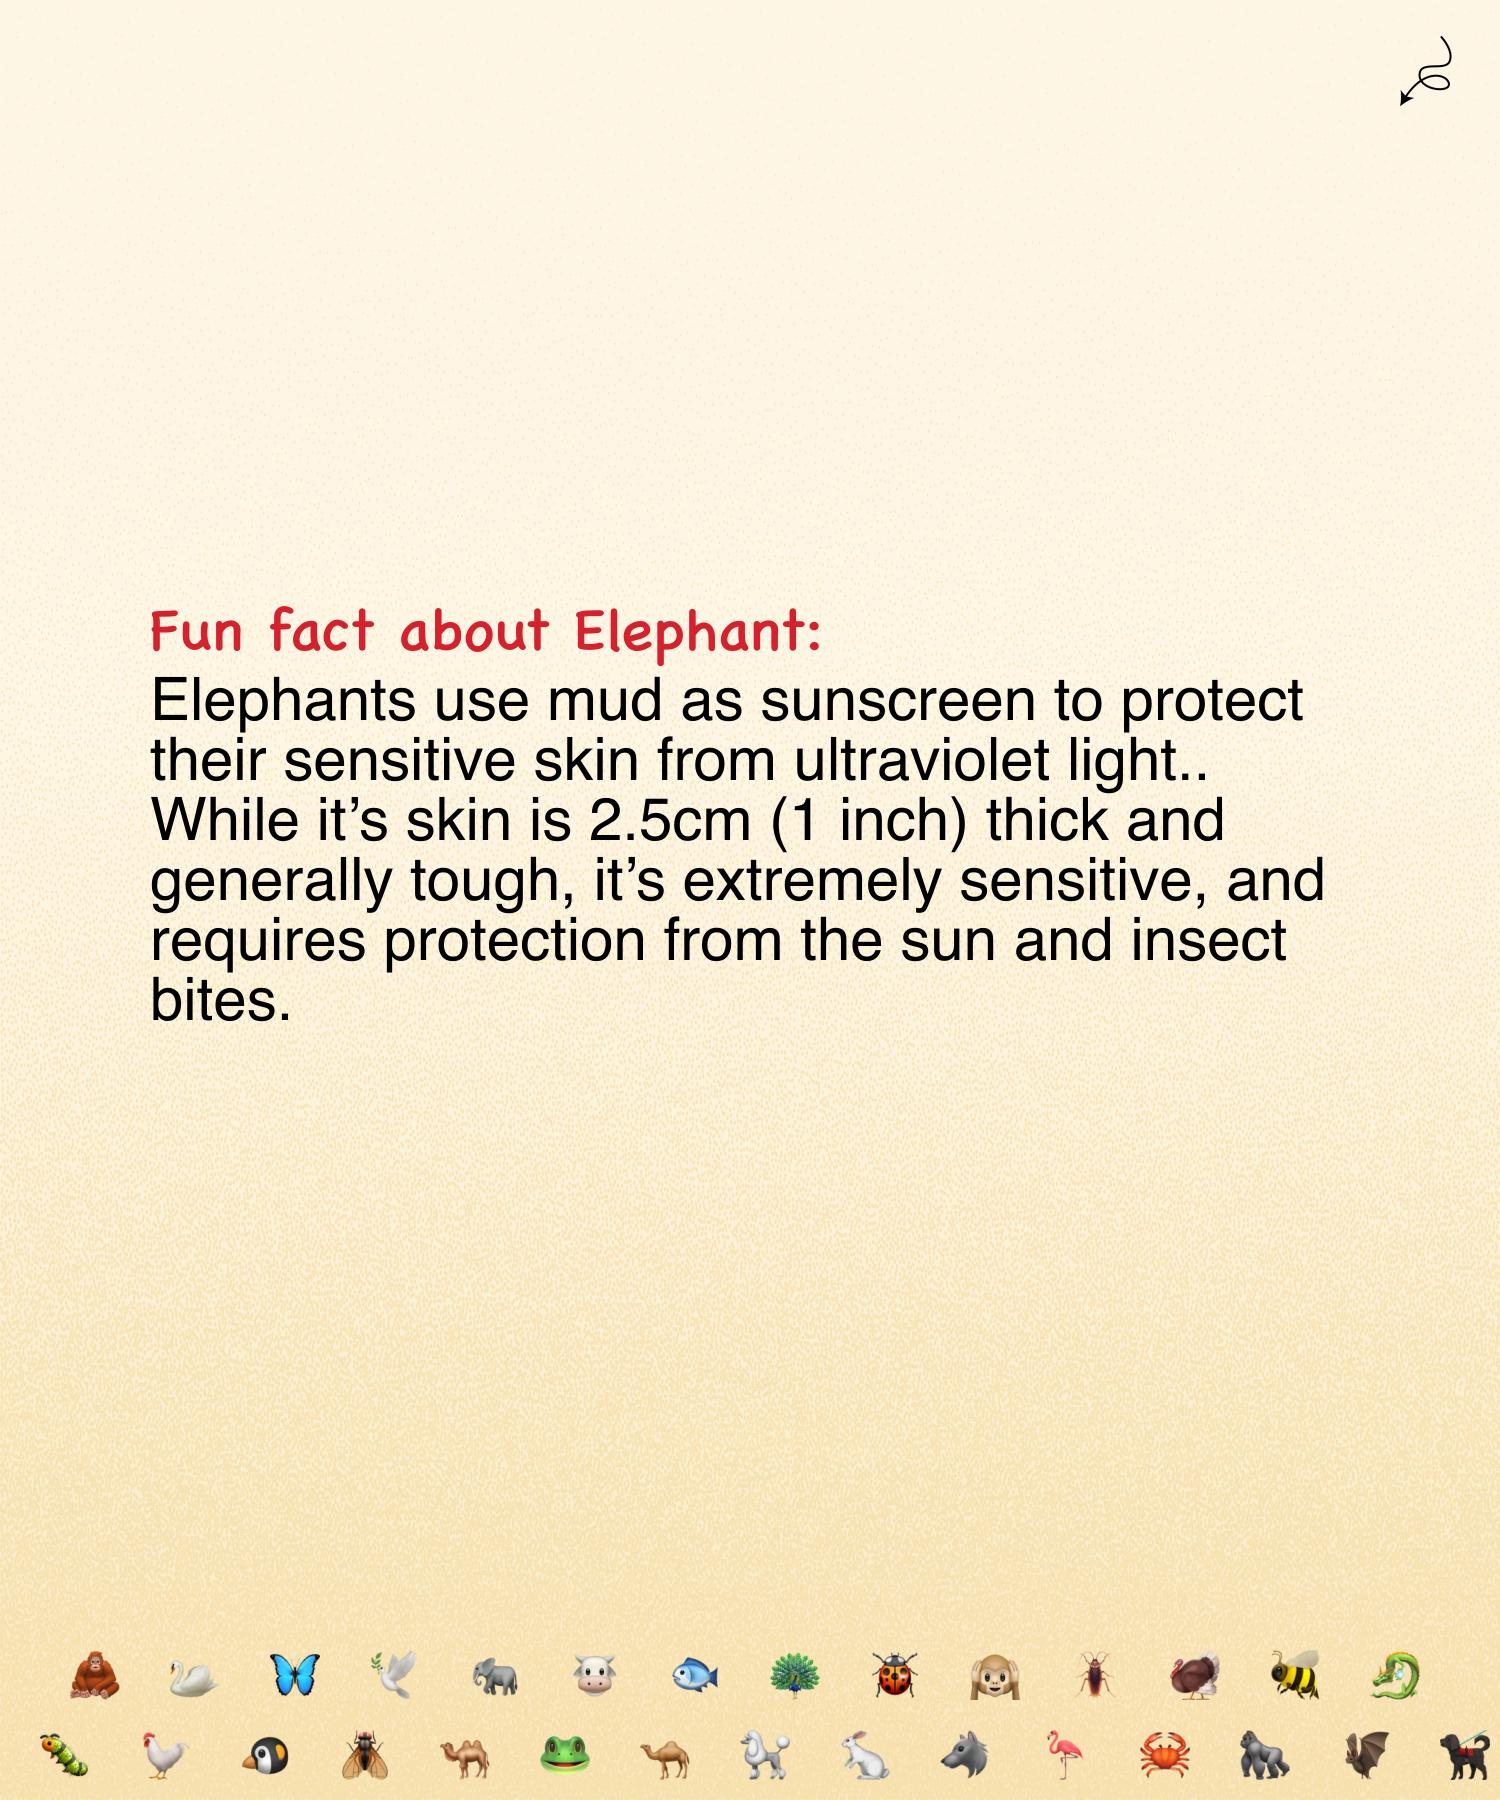 Fun fact about Elephant:
Elephants use mud as sunscreen to protect
their sensitive skin from ultraviolet light..
While it’s skin is 2.5cm (1 inch) thick and
generally tough, it’s extremely sensitive, and
requires protection from the sun and insect
bites.